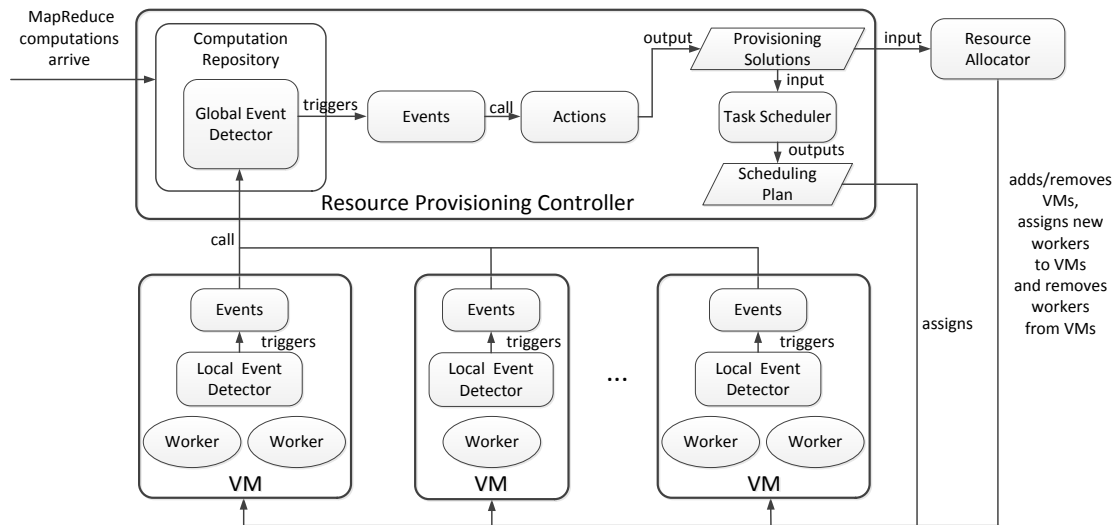 MapReduce
computations
arrive
Computation
Repository
Global Event
Detector
triggers
Events
call
Actions
output
Provisioning
Solutions
input
Resource
Allocator
input
Task Scheduler
outputs
Scheduling
Plan
Resource Provisioning Controller
call
adds/removes
VMs,
assigns new
workers
to VMs
and removes
workers
from VMs
assigns
Events
triggers
Local Event
Detector
Worker
Worker
VM
Events
triggers
Local Event
Detector
Worker
VM
...
Events
triggers
Local Event
Detector
Worker
Worker
VM